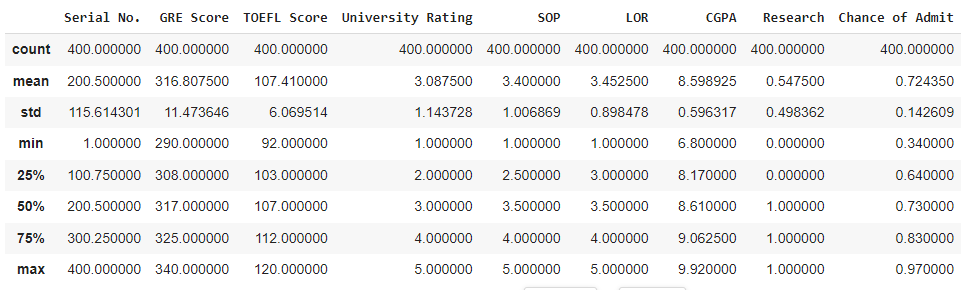 Serial No. GRE Score TOEFL Score University Rating SOP LOR CGPA Research Chance of Admit
count 400.000000 400.000000 400.000000 400.000000 400.000000 400.000000 400.000000 400.000000 400.000000
mean 200.500000 316.807500 107.410000 3.087500 3.400000 3.452500 8.598925 0.547500 0.724350
std 115.614301 11.473646 6.069514 1.143728 1.006869 0.898478 0.596317 0.498362 0.142609
min 1.000000 290.000000 92.000000 1.000000 1.000000 1.000000 6.800000 0.000000 0.340000
25% 100.750000 308.000000 103.000000 2.000000 2.500000 3.000000 8.170000 0.000000 0.640000
50% 200.500000 317.000000 107.000000 3.000000 3.500000 3.500000 8.610000 1.000000 0.730000
75% 300.250000 325.000000 112.000000 4.000000 4.000000 4.000000 9.062500 1.000000 0.830000
max 400.000000 340.000000 120.000000 5.000000 5.000000 5.000000 9.920000 1.000000 0.970000